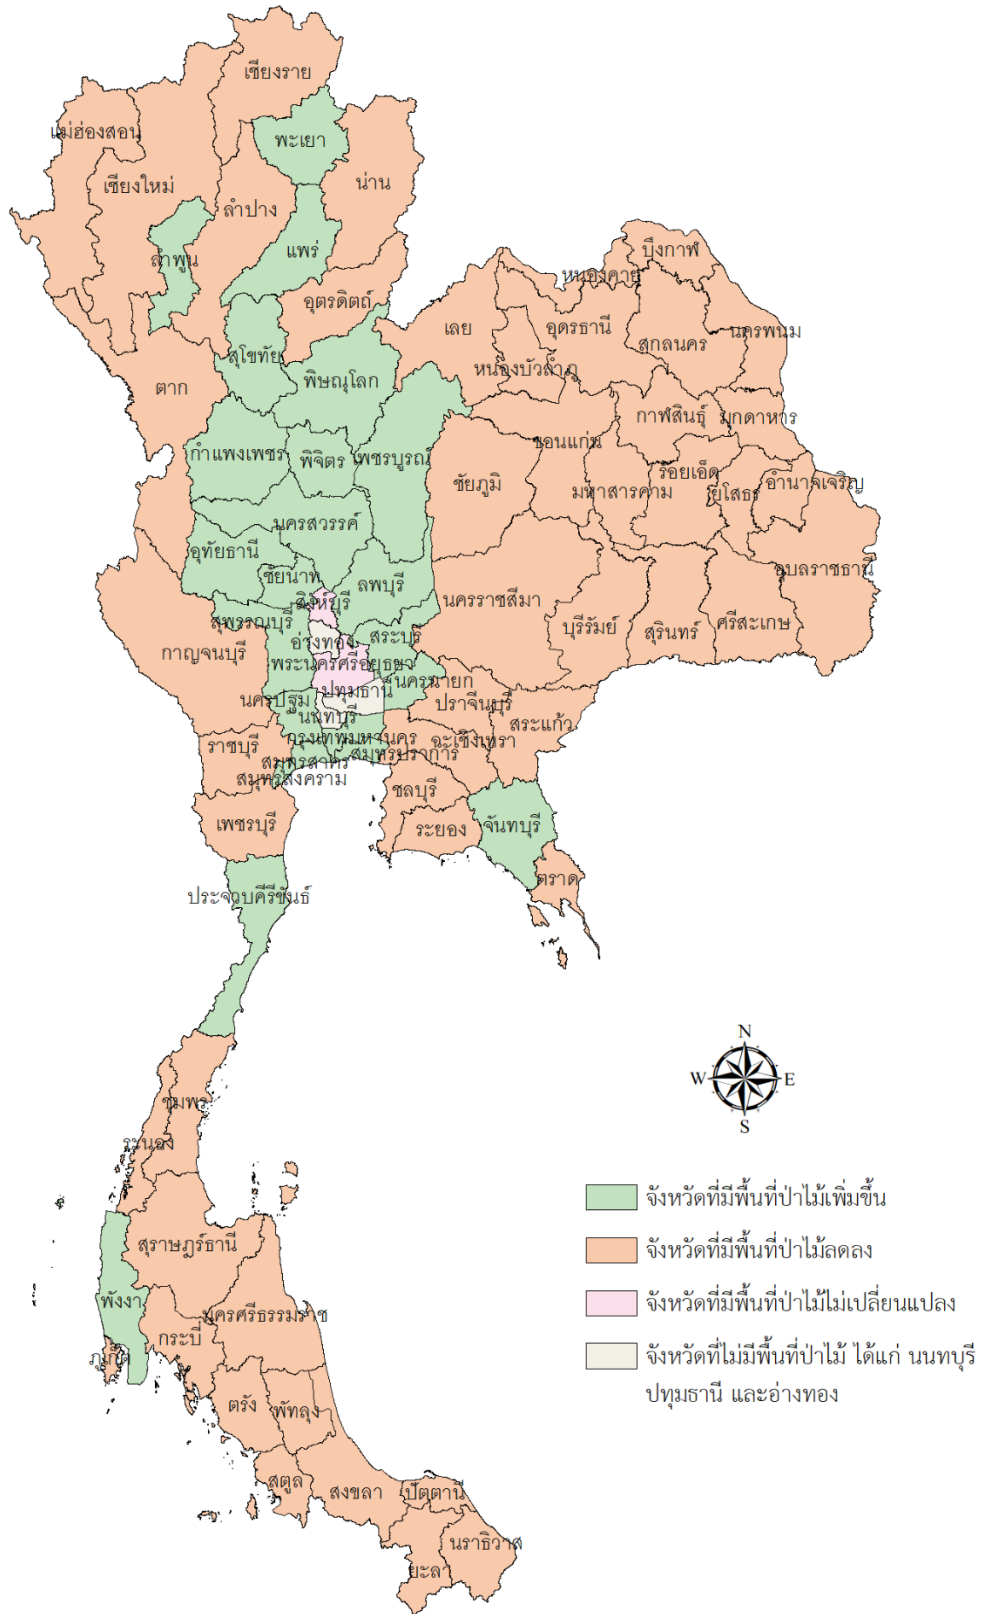 เชียงราย
พะเยา
แม่ฮ่องสอน
เชียงใหม่
น่าน
ลำปาง
ลำพูน
แพร่
อุตรดิตถ์
บึงกาฬ
หนองคาย
เลย
อุดรธานี
สกลนคร
นครพนม
สุโขทัย
หนองบัวลำภู
ตาก
พิษณุโลก
กาฬสินธุ์
มุกดาหาร
กำแพงเพชร
พิจิตร
เพชรบูรณ์
ขอนแก่น
ชัยภูมิ
มหาสารคาม
ร้อยเอ็ด
ยโสธร
อำนาจเจริญ
นครสวรรค์
อุทัยธานี
ชัยนาท
ลพบุรี
อุบลราชธานี
สิงห์บุรี
นครราชสีมา
สุพรรณบุรี
บุรีรัมย์
สุรินทร์
ศรีสะเกษ
กาญจนบุรี
อ่างทอง
สระบุรี
พระนครศรีอยุธยา
นครนายก
นครปฐม
ปทุมธานี
ปราจีนบุรี
นนทบุรี
สระแก้ว
กรุงเทพมหานคร
ฉะเชิงเทรา
ราชบุรี
สมุทรสาคร
สมุทรปราการ
สมุทรสงคราม
ชลบุรี
เพชรบุรี
ระยอง
จันทบุรี
ตราด
ประจวบคีรีขันธ์
N
W
E
S
ชุมพร
ระนอง
สุราษฎร์ธานี
พังงา
นครศรีธรรมราช
กระบี่
ภูเก็ต
ตรัง
พัทลุง
สตูล
สงขลา
ปัตตานี
นราธิวาส
ยะลา
จังหวัดที่มีพื้นที่ป่าไม้เพิ่มขึ้น
จังหวัดที่มีพื้นที่ป่าไม้ลดลง
จังหวัดที่มีพื้นที่ป่าไม้ไม่เปลี่ยนแปลง
จังหวัดที่ไม่มีพื้นที่ป่าไม้ ได้แก่ นนทบุรี
ปทุมธานี และอ่างทอง